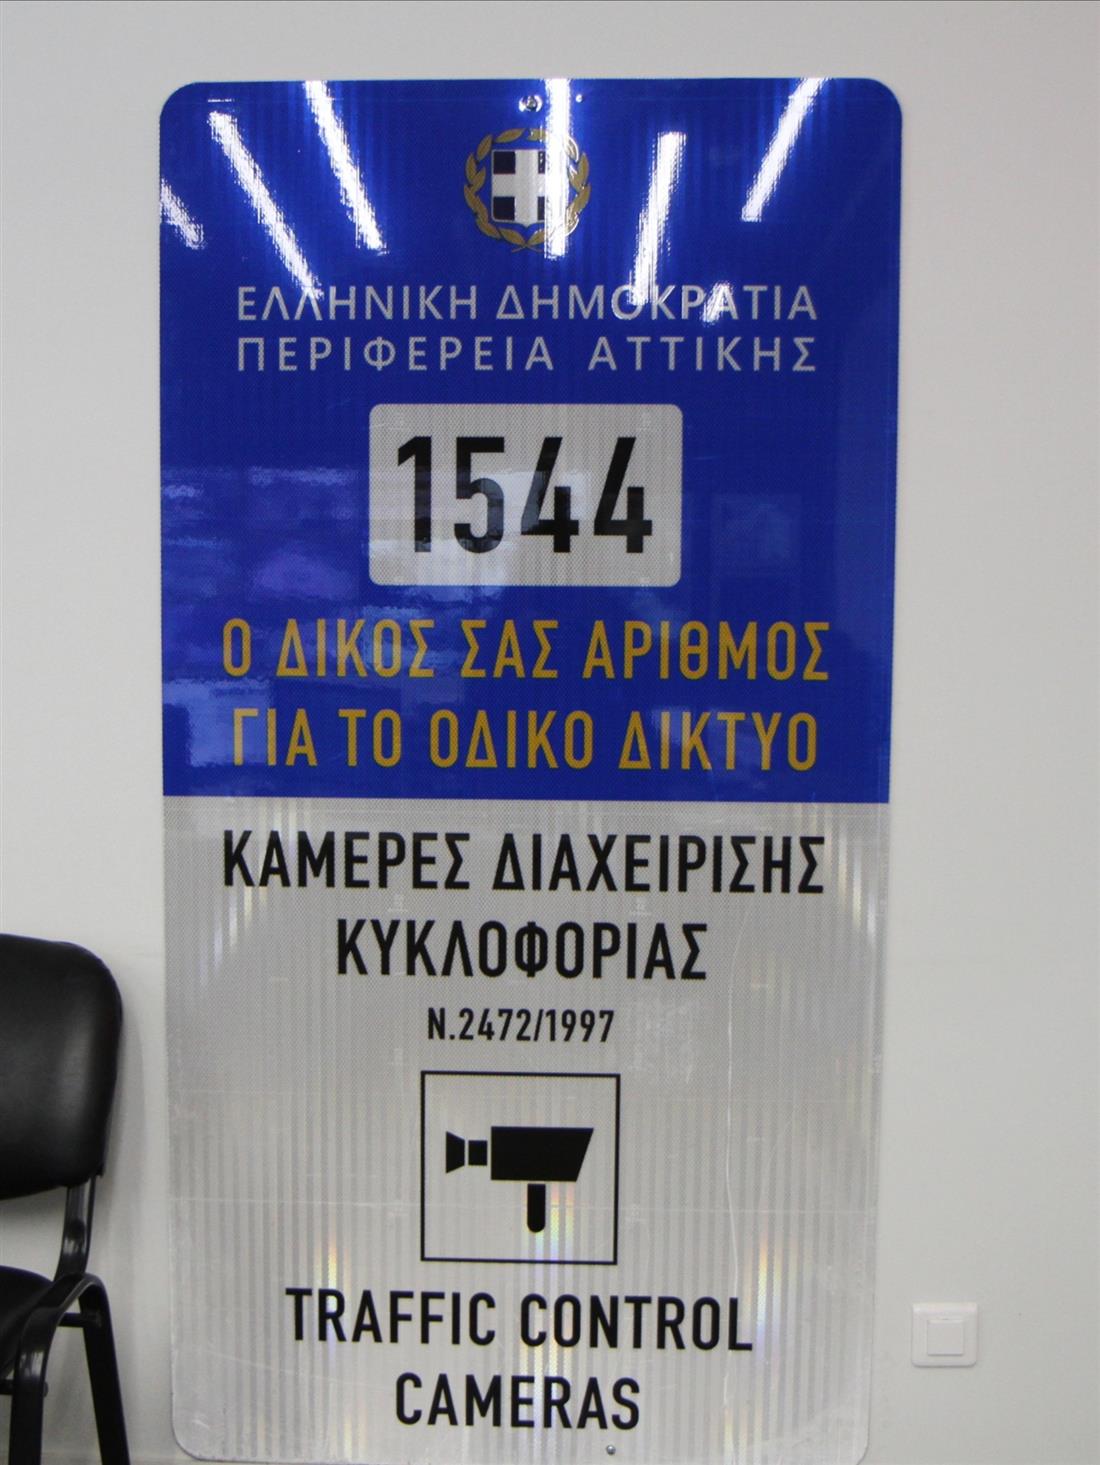 ΕΛΛΗΝΙΚΗ ΔΗΜΟΚΡΑΤΙΑ
ΠΕΡΙΦΕΡΕΙΑ ΑΤΤΙΚΗΣ
1544
Ο ΔΙΚΟΣ ΣΑΣ ΑΡΙΘΜΟΣ
ΓΙΑ ΤΟ ΟΔΙΚΟ ΔΙΚΤΥΟ
ΚΑΜΕΡΕΣ ΔΙΑΧΕΙΡΙΣΗΣ
ΚΥΚΛΟΦΟΡΙΑΣ
Ν.2472/1997
TRAFFIC CONTROL
CAMERAS